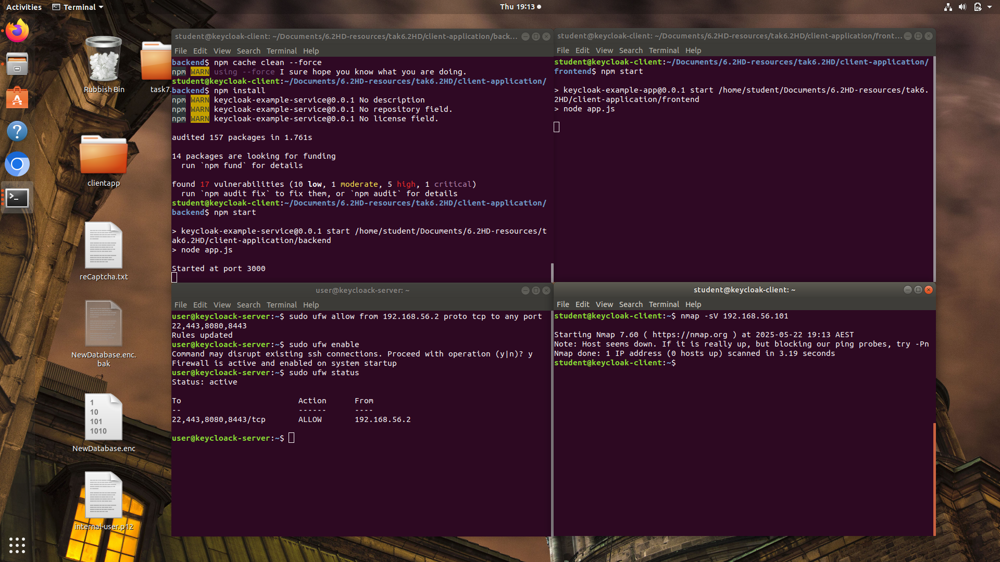 Activities
Terminal
Thu 19:13
Rubbish Bin
task7.
clientapp
reCaptcha.txt
NewDatabase.enc.
bak
1
10
101
1010
NewDatabase.enc
internal-user.p12
student@keycloak-client: ~/Documents/6.2HD-resources/tak6.2HD/client-application/back...
File Edit View Search Terminal Help
backend$ npm cache clean --force
npm WARN using --force I sure hope you know what you are doing.
student@keycloak-client:~/Documents/6.2HD-resources/tak6.2HD/client-application/
backend$ npm install
npm WARN keycloak-example-service@0.0.1 No description
npm WARN keycloak-example-service@0.0.1 No repository field.
npm WARN keycloak-example-service@0.0.1 No license field.
audited 157 packages in 1.761s
14 packages are looking for funding
run `npm fund` for details
found 17 vulnerabilities (10 low, 1 moderate, 5 high, 1 critical)
run `npm audit fix` to fix them, or `npm audit` for details
student@keycloak-client:~/Documents/6.2HD-resources/tak6.2HD/client-application/
backend$ npm start
> keycloak-example-service@0.0.1 start /home/student/Documents/6.2HD-resources/t
ak6.2HD/client-application/backend
> node app.js
Started at port 3000
student@keycloak-client: ~/Documents/6.2HD-resources/tak6.2HD/client-application/front...
File Edit View Search Terminal Help
student@keycloak-client:~/Documents/6.2HD-resources/tak6.2HD/client-application/
frontend$ npm start
> keycloak-example-app@0.0.1 start /home/student/Documents/6.2HD-resources/tak6.
2HD/client-application/frontend
> node app.js
user@keycloack-server: ~
File Edit View Search Terminal Help
user@keycloack-server:~$ sudo ufw allow from 192.168.56.2 proto tcp to any port
22,443,8080,8443
Rules updated
user@keycloack-server:~$ sudo ufw enable
Command may disrupt existing ssh connections. Proceed with operation (y|n)? y
Firewall is active and enabled on system startup
user@keycloack-server:~$ sudo ufw status
Status: active
To Action From
-- ------ ----
22,443,8080,8443/tcp ALLOW 192.168.56.2
user@keycloack-server:~$
student@keycloak-client: ~
File Edit View Search Terminal Help
student@keycloak-client:~$ nmap -sV 192.168.56.101
Starting Nmap 7.60 ( https://nmap.org ) at 2025-05-22 19:13 AEST
Note: Host seems down. If it is really up, but blocking our ping probes, try -Pn
Nmap done: 1 IP address (0 hosts up) scanned in 3.19 seconds
student@keycloak-client:~$